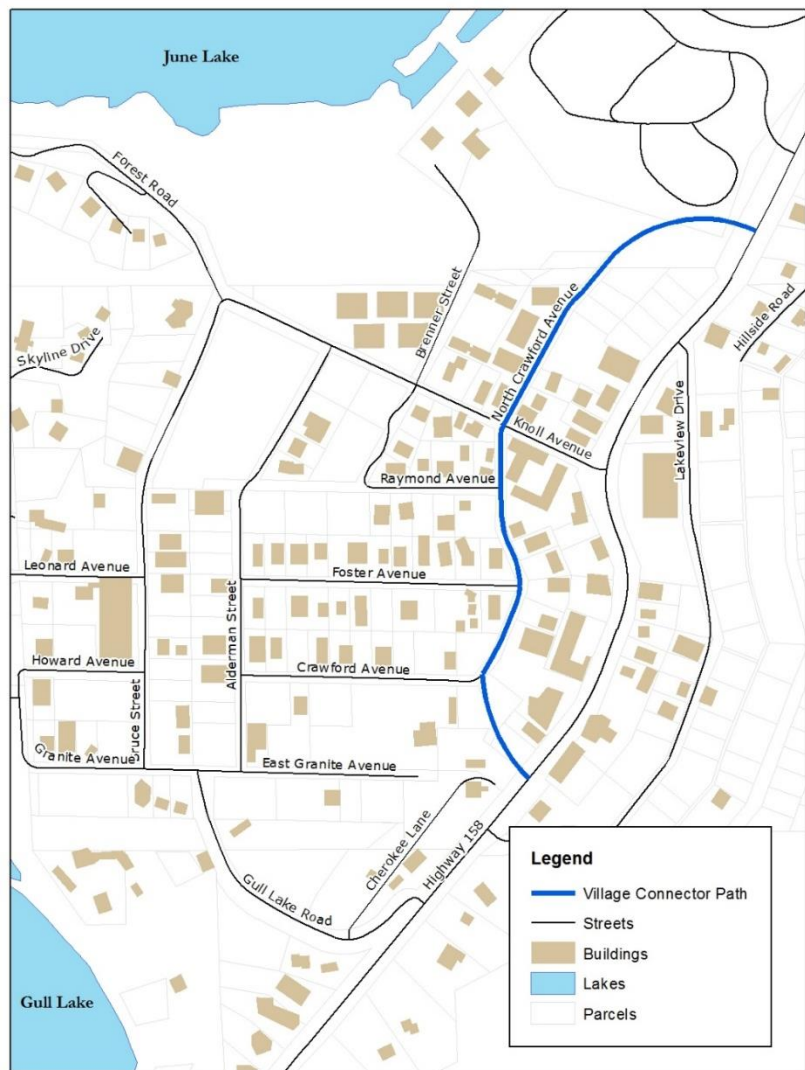 June Lake
Forest Road
Brenner Street
North Crawford Avenue
Hillside Road
Skyline Drive
Knoll Avenue
Lakeview Drive
Raymond Avenue
Leonard Avenue
Foster Avenue
Alderman Street
Howard Avenue
Crawford Avenue
Bruce Street
Granite Avenue
East Granite Avenue
Cherokee Lane
Highway 158
Gull Lake Road
Gull Lake
Legend
Village Connector Path
Streets
Buildings
Lakes
Parcels